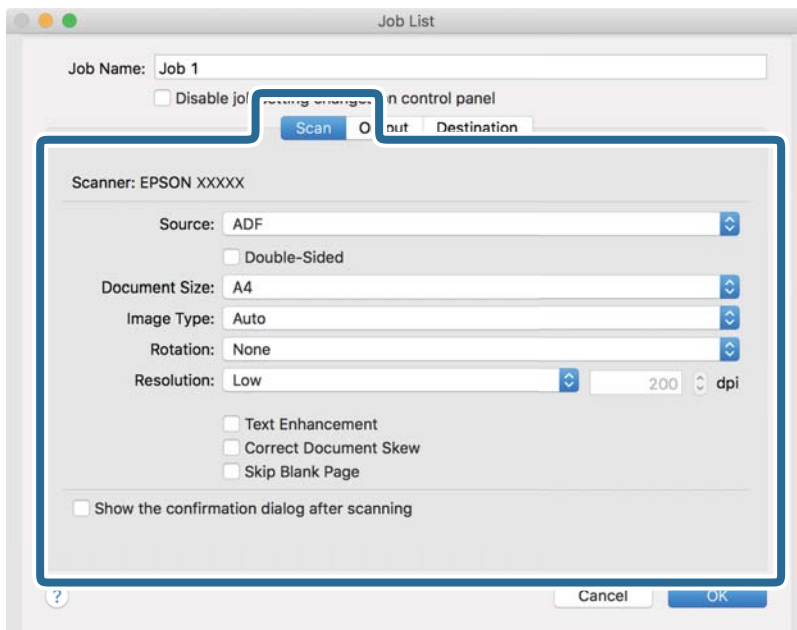 Job List
Job Name: Job 1
Disable job control panel
Scan Output Destination
Scanner: EPSON XXXXX
Source: ADF
Double-Sided
Document Size: A4
Image Type: Auto
Rotation: None
Resolution: Low 200 dpi
Text Enhancement
Correct Document Skew
Skip Blank Page
Show the confirmation dialog after scanning
? Cancel OK